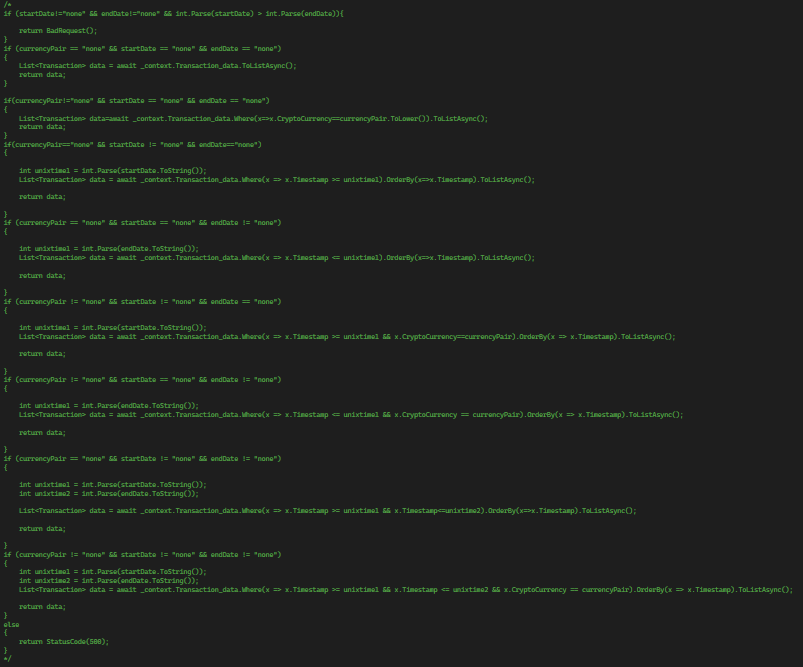 /*
if (startDate!="none" && endDate!="none" && int.Parse(startDate) > int.Parse(endDate)){
return BadRequest();
}
if (currencyPair == "none" && startDate == "none" && endDate == "none")
{
List<Transaction> data = await _context.Transaction_data.ToListAsync();
return data;
}
if(currencyPair!="none" && startDate == "none" && endDate == "none")
{
List<Transaction> data=await _context.Transaction_data.Where(x=>x.CryptoCurrency==currencyPair.ToLower()).ToListAsync();
return data;
}
if(currencyPair=="none" && startDate != "none" && endDate=="none")
{
int unixtime1 = int.Parse(startDate.ToString());
List<Transaction> data = await _context.Transaction_data.Where(x => x.Timestamp >= unixtime1).OrderBy(x=>x.Timestamp).ToListAsync();
return data;
}
if (currencyPair == "none" && startDate == "none" && endDate != "none")
{
int unixtime1 = int.Parse(endDate.ToString());
List<Transaction> data = await _context.Transaction_data.Where(x => x.Timestamp <= unixtime1).OrderBy(x=>x.Timestamp).ToListAsync();
return data;
}
if (currencyPair != "none" && startDate != "none" && endDate == "none")
{
int unixtime1 = int.Parse(startDate.ToString());
List<Transaction> data = await _context.Transaction_data.Where(x => x.Timestamp >= unixtime1 && x.CryptoCurrency==currencyPair).OrderBy(x => x.Timestamp).ToListAsync();
return data;
}
if (currencyPair != "none" && startDate == "none" && endDate != "none")
{
int unixtime1 = int.Parse(endDate.ToString());
List<Transaction> data = await _context.Transaction_data.Where(x => x.Timestamp <= unixtime1 && x.CryptoCurrency == currencyPair).OrderBy(x => x.Timestamp).ToListAsync();
return data;
}
if (currencyPair == "none" && startDate != "none" && endDate != "none")
{
int unixtime1 = int.Parse(startDate.ToString());
int unixtime2 = int.Parse(endDate.ToString());
List<Transaction> data = await _context.Transaction_data.Where(x => x.Timestamp >= unixtime1 && x.Timestamp<=unixtime2).OrderBy(x=>x.Timestamp).ToListAsync();
return data;
}
if (currencyPair != "none" && startDate != "none" && endDate != "none")
{
int unixtime1 = int.Parse(startDate.ToString());
int unixtime2 = int.Parse(endDate.ToString());
List<Transaction> data = await _context.Transaction_data.Where(x => x.Timestamp >= unixtime1 && x.Timestamp <= unixtime2 && x.CryptoCurrency == currencyPair).OrderBy(x => x.Timestamp).ToListAsync();
return data;
}
else
{
return StatusCode(500);
}
*/